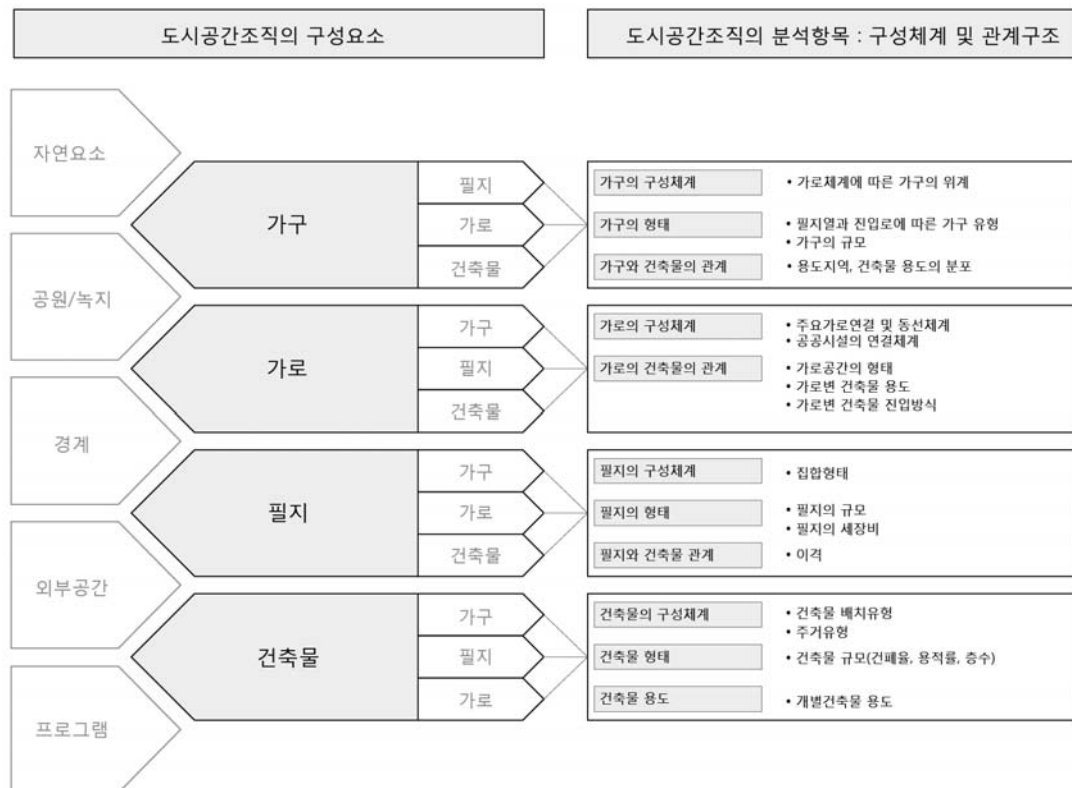 도시공간조직의 구성요소
도시공간조직의 분석항목 : 구성체계 및 관계구조
자연요소
공원/녹지
경계
외부공간
프로그램
가구
필지
가로
건축물
가구의 구성체계
• 가로체계에 따른 가구의 위계
가구의 형태
• 필지열과 진입로에 따른 가구 유형
• 가구의 규모
가구와 건축물의 관계
• 용도지역, 건축물 용도의 분포
가로
가구
필지
건축물
가로의 구성체계
• 주요가로연결 및 동선체계
• 공공시설의 연결체계
가로의 건축물의 관계
• 가로공간의 형태
• 가로변 건축물 용도
• 가로변 건축물 진입방식
필지
가구
가로
건축물
필지의 구성체계
• 집합형태
필지의 형태
• 필지의 규모
• 필지의 세장비
필지와 건축물 관계
• 이격
건축물
가구
필지
가로
건축물의 구성체계
• 건축물 배치유형
• 주거유형
건축물 형태
• 건축물 규모(건폐율, 용적률, 층수)
건축물 용도
• 개별건축물 용도